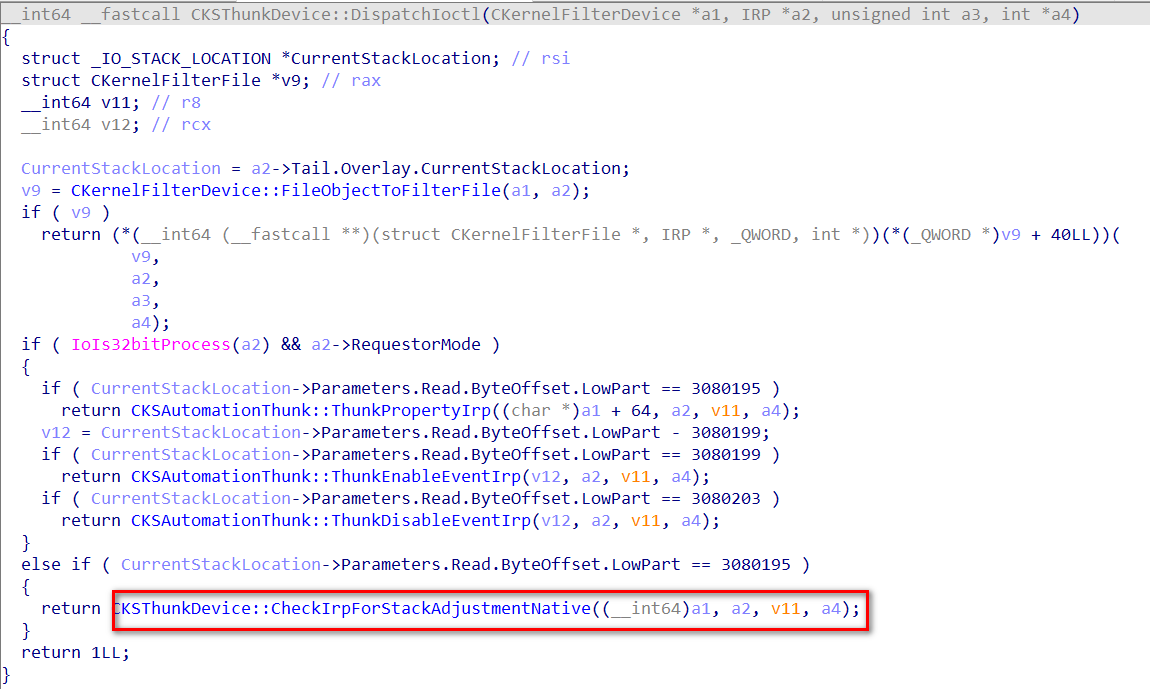 __int64 __fastcall CKSThunkDevice::DispatchIoctl(CKernelFilterDevice *a1, IRP *a2, unsigned int a3, int *a4)
{
  struct _IO_STACK_LOCATION *CurrentStackLocation; // rsi
  struct CKernelFilterFile *v9; // rax
  __int64 v11; // r8
  __int64 v12; // rcx

  CurrentStackLocation = a2->Tail.Overlay.CurrentStackLocation;
  v9 = CKernelFilterDevice::FileObjectToFilterFile(a1, a2);
  if ( v9 )
    return (*(__int64 (__fastcall **)(struct CKernelFilterFile *, IRP *, _QWORD, int *))(*(_QWORD *)v9 + 40LL))(
             v9,
             a2,
             a3,
             a4);
  if ( IoIs32bitProcess(a2) && a2->RequestorMode )
  {
    if ( CurrentStackLocation->Parameters.Read.ByteOffset.LowPart == 3080195 )
      return CKSAutomationThunk::ThunkPropertyIrp((char *)a1 + 64, a2, v11, a4);
    v12 = CurrentStackLocation->Parameters.Read.ByteOffset.LowPart - 3080199;
    if ( CurrentStackLocation->Parameters.Read.ByteOffset.LowPart == 3080199 )
      return CKSAutomationThunk::ThunkEnableEventIrp(v12, a2, v11, a4);
    if ( CurrentStackLocation->Parameters.Read.ByteOffset.LowPart == 3080203 )
      return CKSAutomationThunk::ThunkDisableEventIrp(v12, a2, v11, a4);
  }
  else if ( CurrentStackLocation->Parameters.Read.ByteOffset.LowPart == 3080195 )
  {
    return CKSThunkDevice::CheckIrpForStackAdjustmentNative((__int64)a1, a2, v11, a4);
  }
  return 1LL;
}